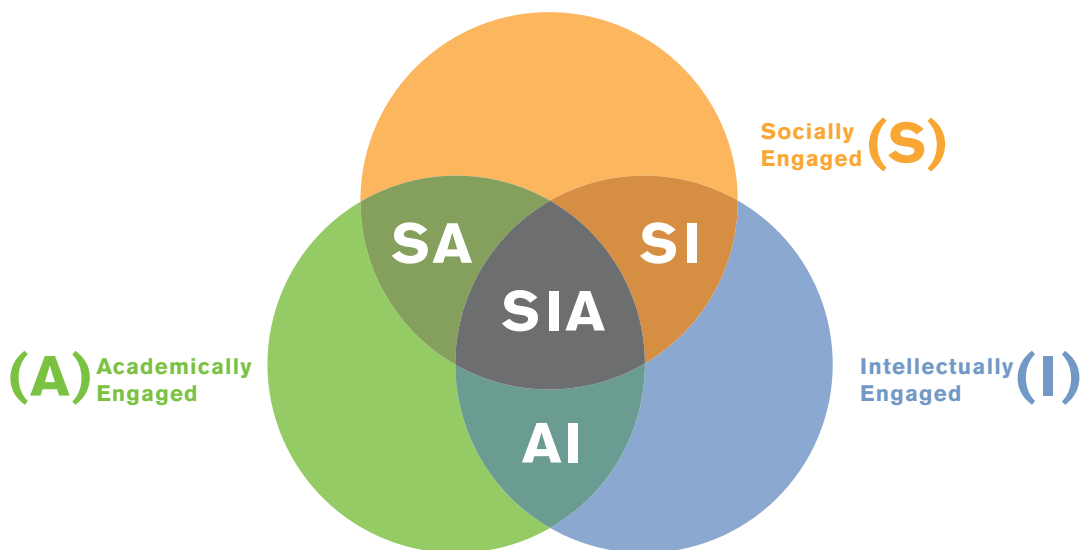 Socially
Engaged (S)
SA
SI
SIA
(A) Academically
Engaged
Intellectually (I)
Engaged
AI